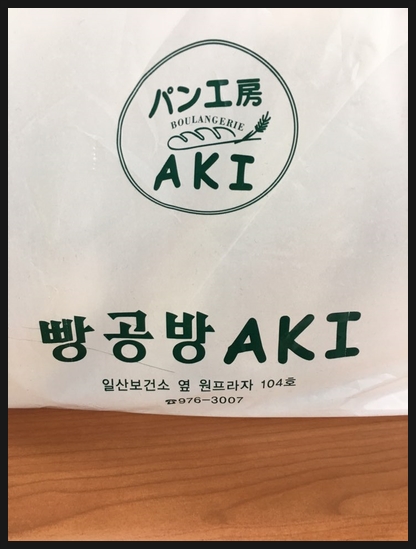 パン工房
BOULANGERIE
AKI
빵공방AKI
일산보건소 옆 원프라자 104호
☎976-3007